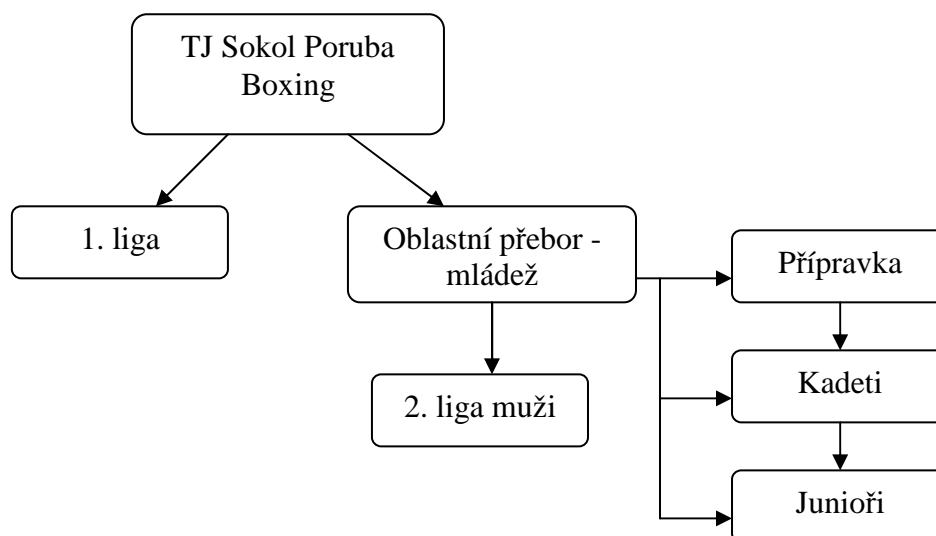 TJ Sokol Poruba
Boxing
1. liga
Oblastní přebor -
mládež
Přípravka
2. liga muži
Kadeti
Junioři